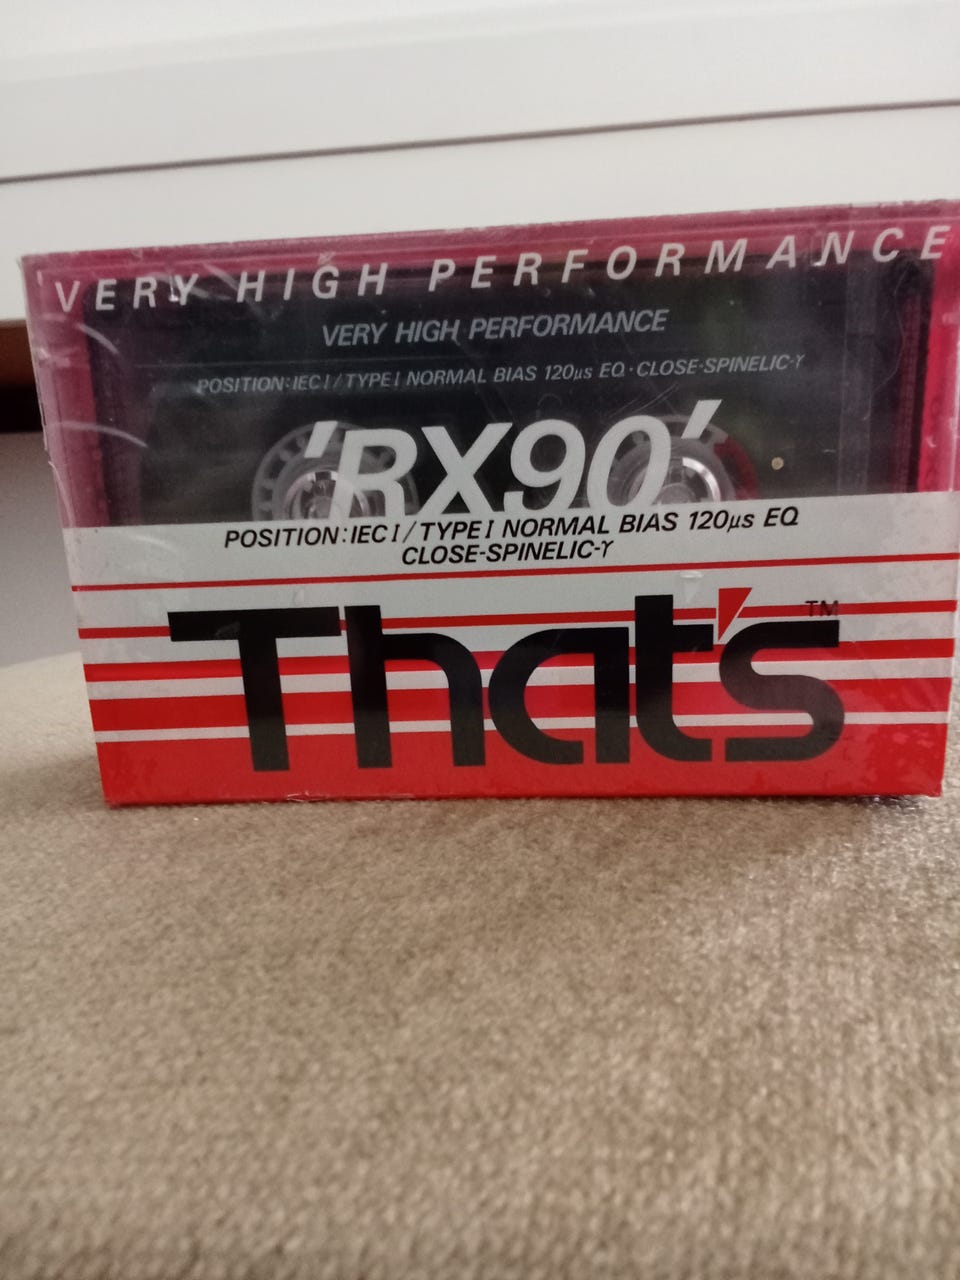 VERY HIGH PERFORMANCE
VERY HIGH PERFORMANCE
POSITION:IEC I/TYPE I NORMAL BIAS 120µs EQ·CLOSE-SPINELIC-γ
'RX90'
POSITION:IEC I/TYPE I NORMAL BIAS 120µs EQ
CLOSE-SPINELIC-γ
That's TM